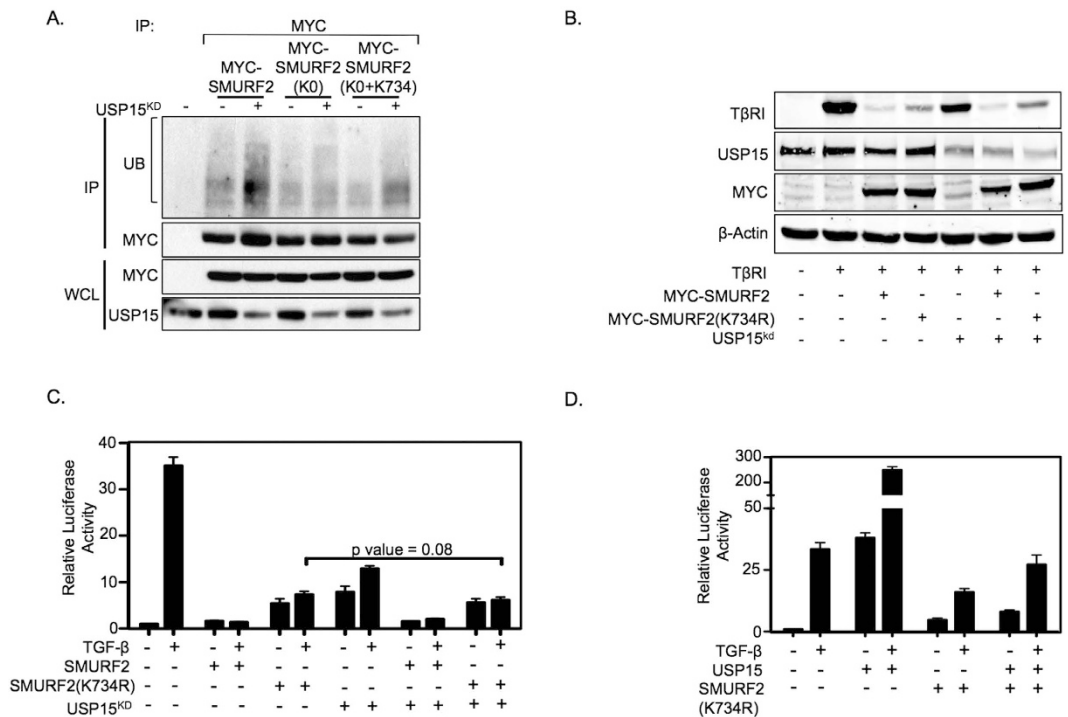 A.
IP: MYC
MYC-SMURF2 MYC-SMURF2 (K0) MYC-SMURF2 (K0+K734)
USP15KD - - + - + - +
IP
UB
MYC
WCL
MYC
USP15
B.
TβRI
USP15
MYC
β-Actin
TβRI - + + + + + +
MYC-SMURF2 - - + - - + -
MYC-SMURF2(K734R) - - - + - - +
USP15kd - - - - + + +
C.
Relative Luciferase Activity
40
30
20
10
0
p value = 0.08
TGF-β - + - + - + - + - + - +
SMURF2 - - + + - - - - + + - -
SMURF2(K734R) - - - - + + - - - - + +
USP15KD - - - - - - + + + + + +
D.
Relative Luciferase Activity
300
200
50
25
0
TGF-β - + - + - + - +
USP15 - - + + - - + +
SMURF2 (K734R) - - - - + + + +